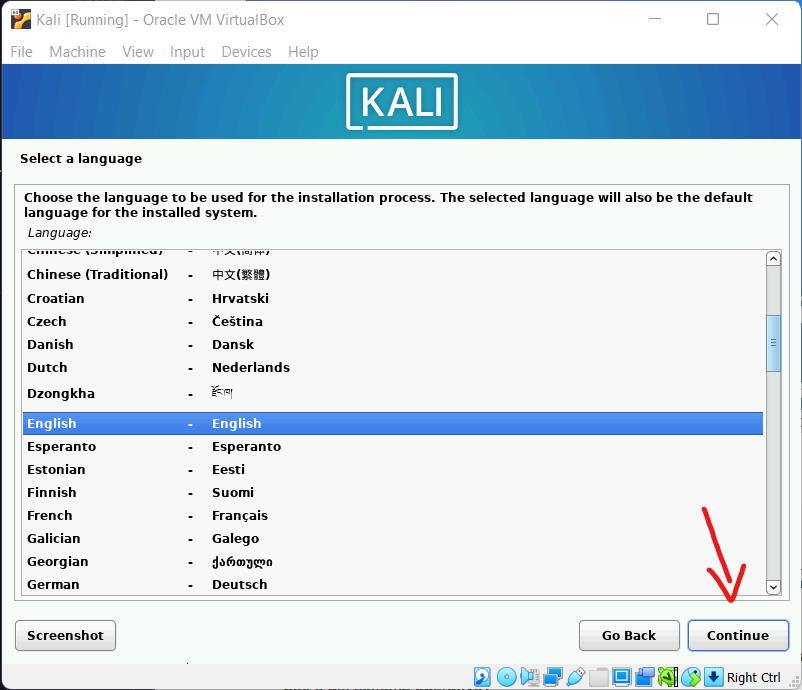 Kali [Running] - Oracle VM VirtualBox
File Machine View Input Devices Help
KALI
Select a language
Choose the language to be used for the installation process. The selected language will also be the default
language for the installed system.
Language:
Chinese (Simplified) - 中文(简体)
Chinese (Traditional) - 中文(繁體)
Croatian - Hrvatski
Czech - Čeština
Danish - Dansk
Dutch - Nederlands
Dzongkha - རྫོང་ཁ།
English - English
Esperanto - Esperanto
Estonian - Eesti
Finnish - Suomi
French - Français
Galician - Galego
Georgian - ქართული
German - Deutsch
Screenshot Go Back Continue
Right Ctrl